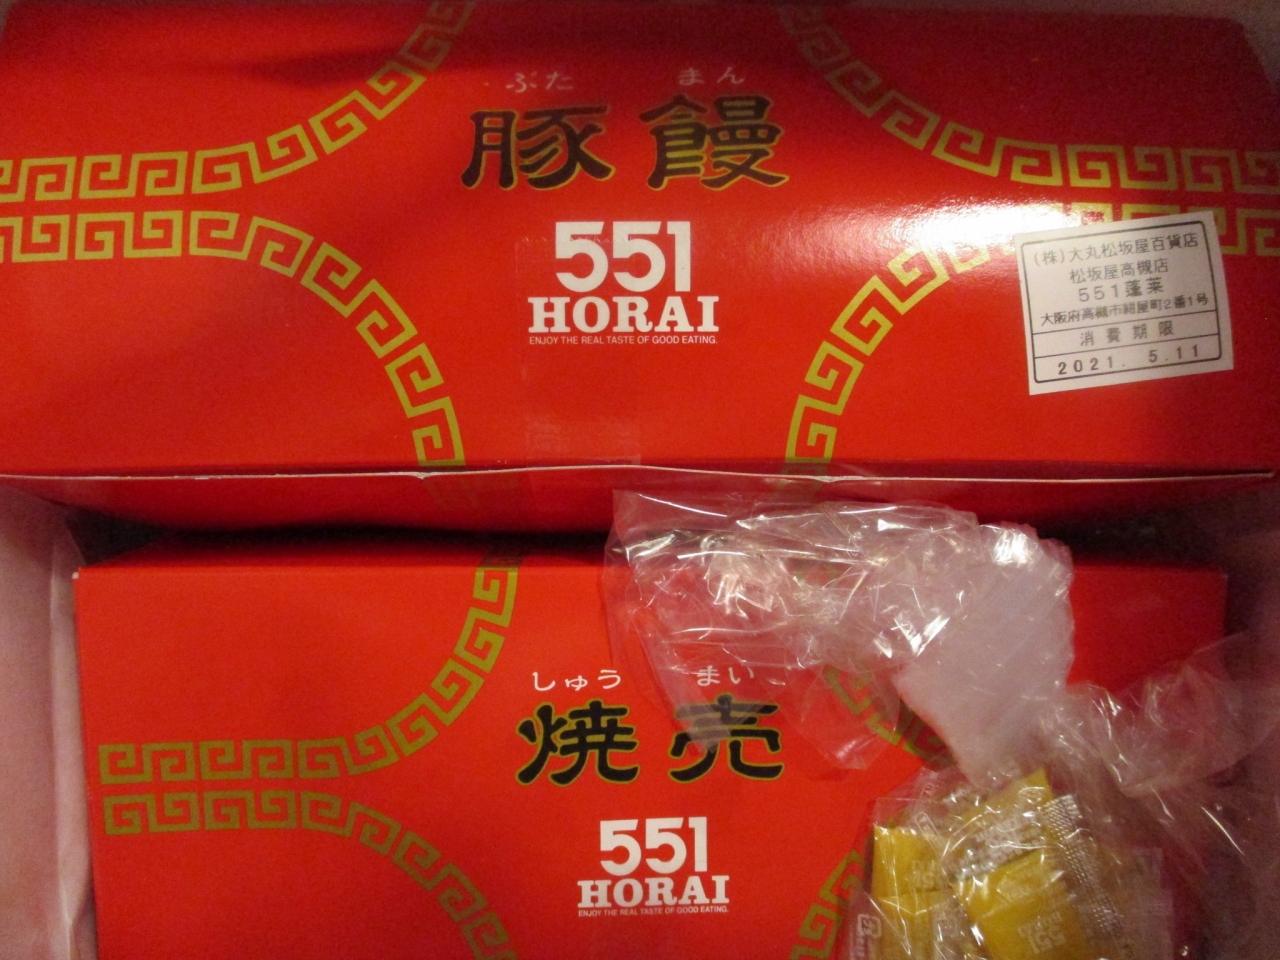 ぶた まん
豚饅
551
HORAI
ENJOY THE REAL TASTE OF GOOD EATING.
(株)大丸松坂屋百貨店
松坂屋高槻店
551蓬莱
大阪府高槻市紺屋町2番1号
消費期限
2021. 5.11
しゅう まい
焼売
551
HORAI
ENJOY THE REAL TASTE OF GOOD EATING.
551